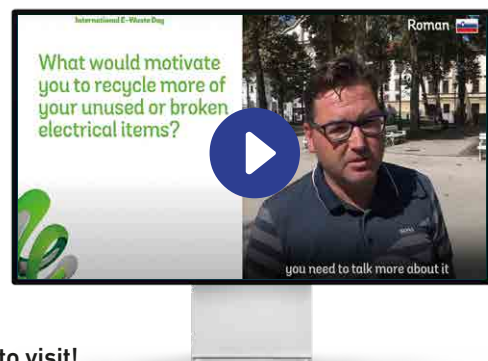 International E-Waste Day
Roman
What would motivate
you to recycle more of
your unused or broken
electrical items?
you need to talk more about it
to visit!